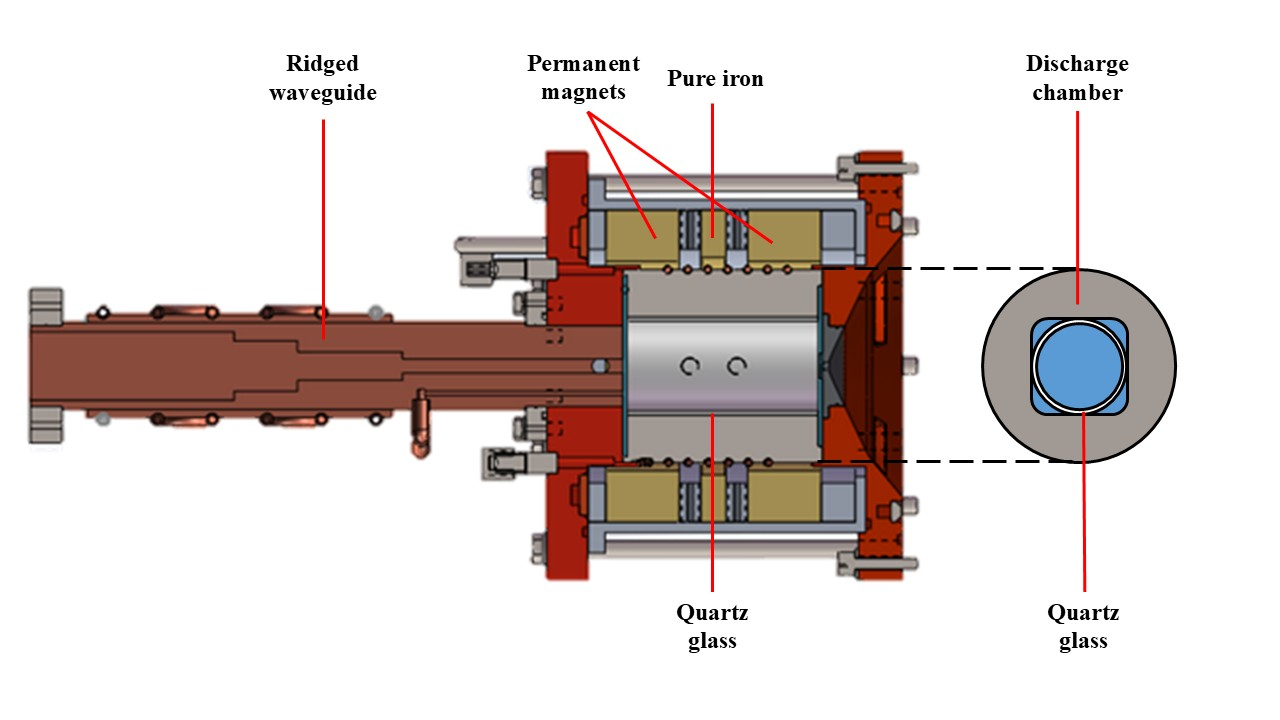 Ridged
waveguide
Permanent
magnets
Pure iron
Discharge
chamber
Quartz
glass
Quartz
glass